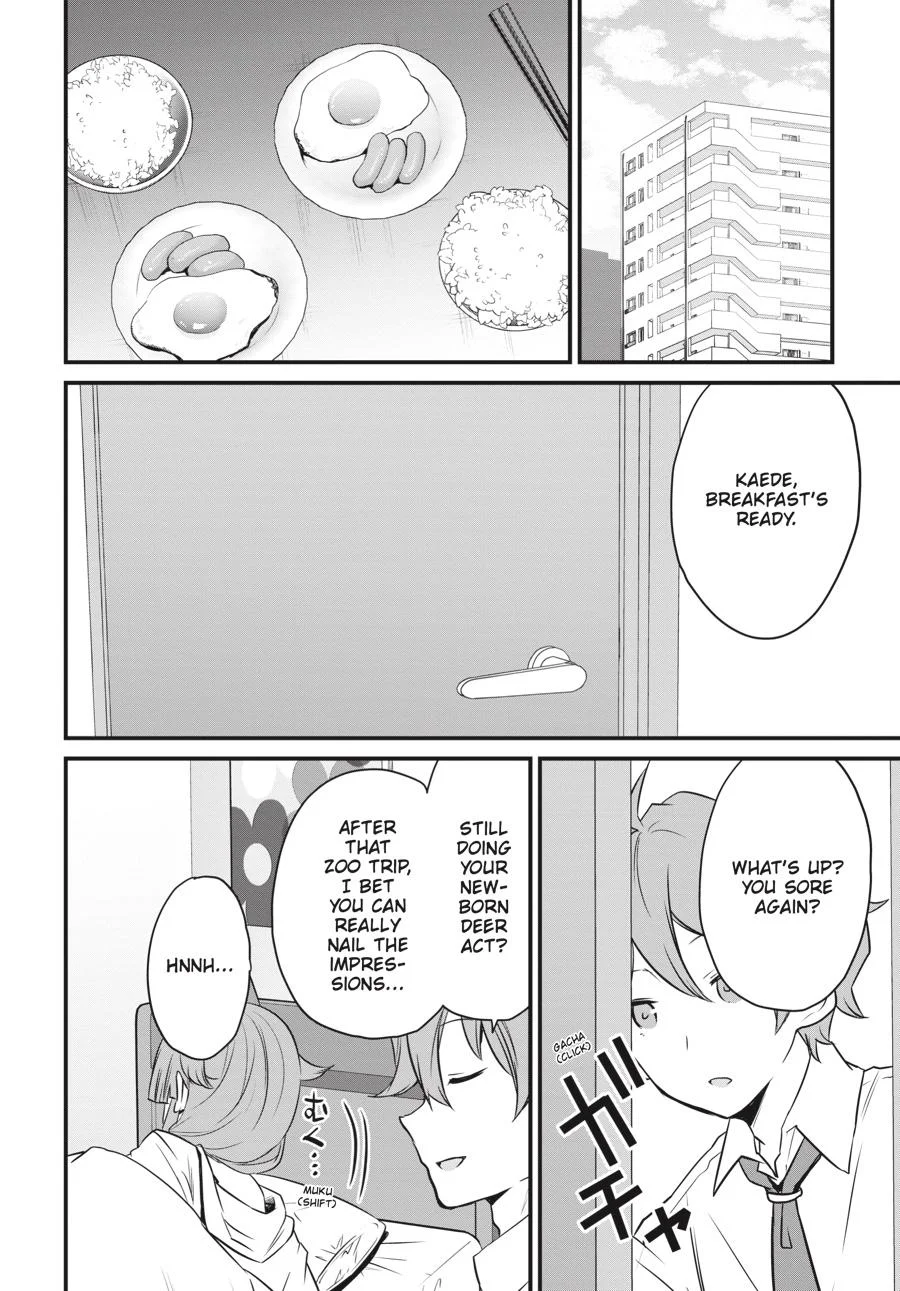 KAEDE,
BREAKFAST'S
READY.
WHAT'S UP?
YOU SORE
AGAIN?
ガチャ
GACHA
(CLICK)
STILL
DOING
YOUR
NEW-
BORN
DEER
ACT?
AFTER
THAT
ZOO TRIP,
I BET
YOU CAN
REALLY
NAIL THE
IMPRES-
SIONS...
むく…
MUKU
(SHIFT)
HNNH...